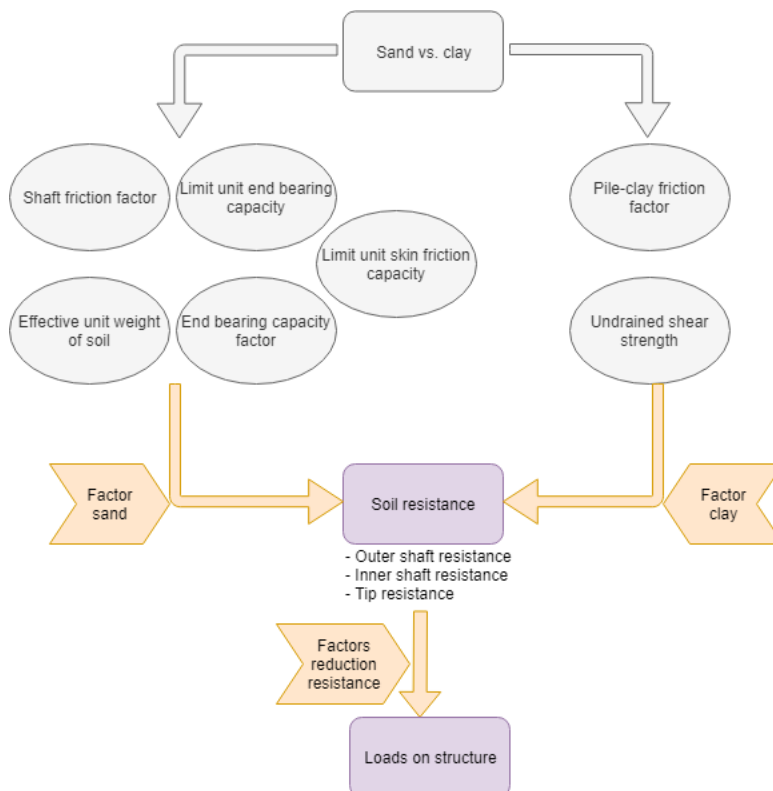 Sand vs. clay
Shaft friction factor
Limit unit end bearing
capacity
Pile-clay friction
factor
Limit unit skin friction
capacity
Effective unit weight
of soil
End bearing capacity
factor
Undrained shear
strength
Factor
sand
Soil resistance
Factor
clay
- Outer shaft resistance
- Inner shaft resistance
- Tip resistance
Factors
reduction
resistance
Loads on structure